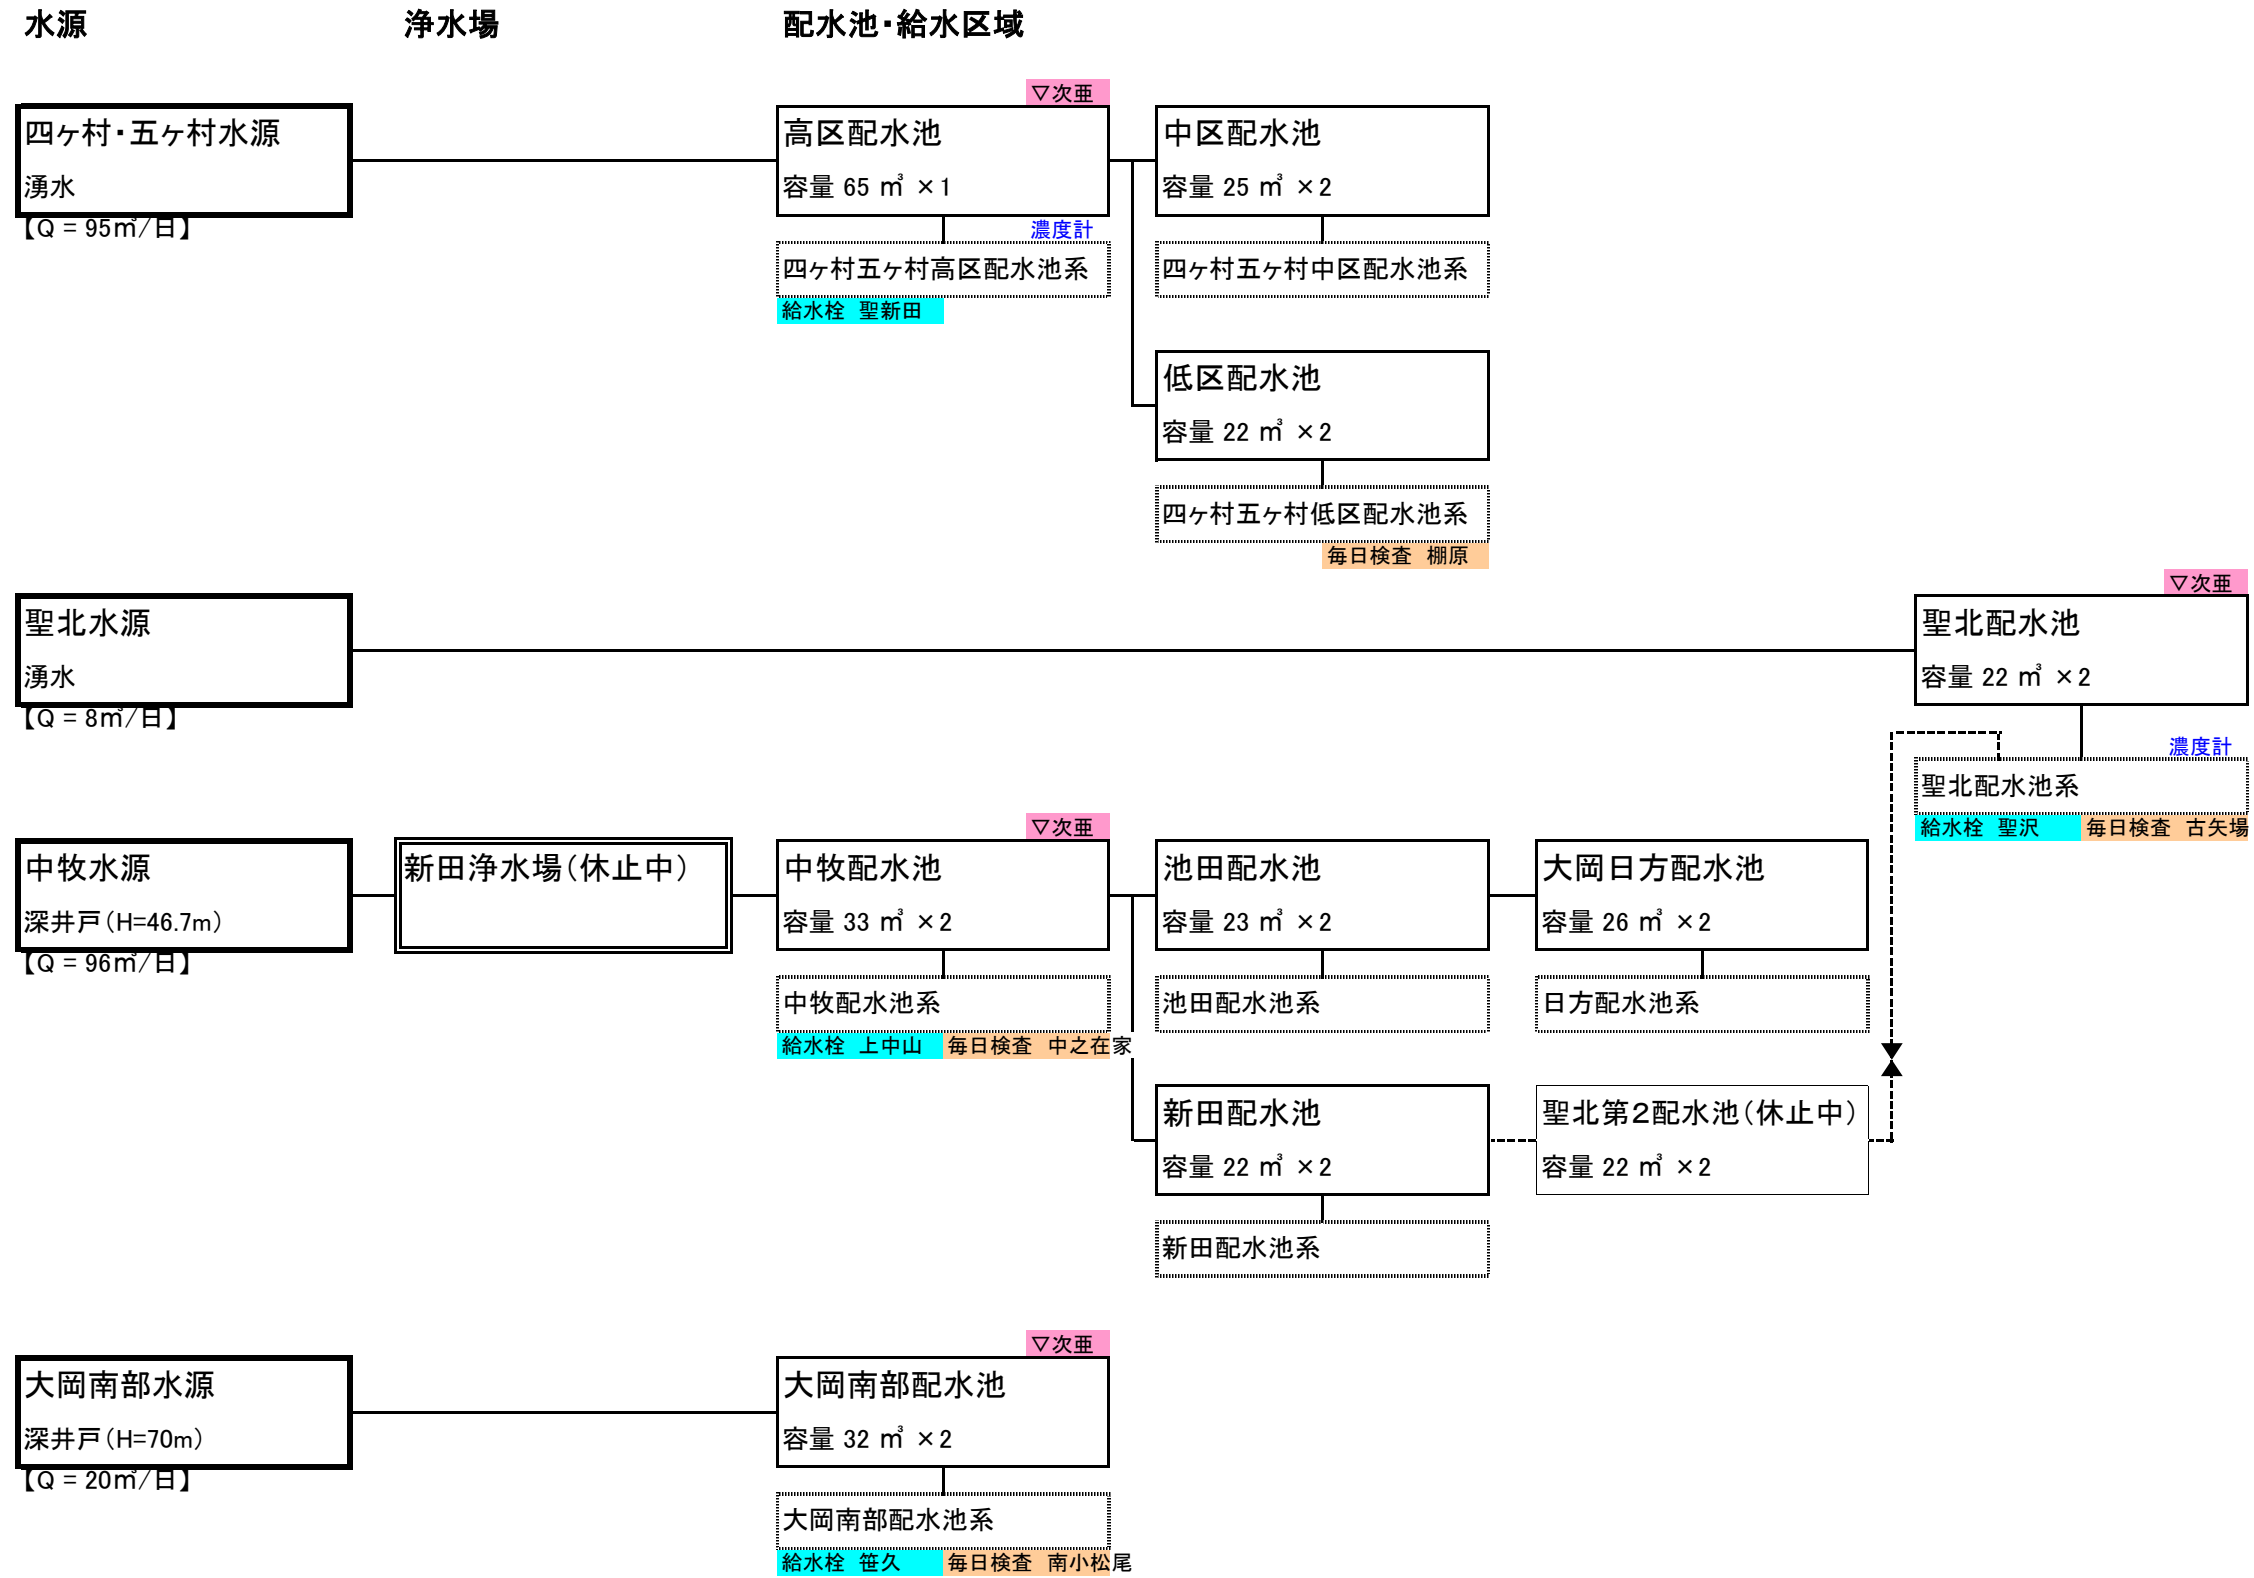 水源
浄水場
配水池・給水区域
▽次亜
四ヶ村・五ヶ村水源
湧水
【Q = 95㎥/日】
高区配水池
容量 65 ㎥ ×1
濃度計
四ヶ村五ヶ村高区配水池系
給水栓 聖新田
中区配水池
容量 25 ㎥ ×2
四ヶ村五ヶ村中区配水池系
低区配水池
容量 22 ㎥ ×2
四ヶ村五ヶ村低区配水池系
毎日検査 棚原
聖北水源
湧水
【Q = 8㎥/日】
▽次亜
聖北配水池
容量 22 ㎥ ×2
濃度計
聖北配水池系
給水栓 聖沢
毎日検査 古矢場
中牧水源
深井戸(H=46.7m)
【Q = 96㎥/日】
新田浄水場(休止中)
▽次亜
中牧配水池
容量 33 ㎥ ×2
中牧配水池系
給水栓 上中山
毎日検査 中之在家
池田配水池
容量 23 ㎥ ×2
池田配水池系
大岡日方配水池
容量 26 ㎥ ×2
日方配水池系
新田配水池
容量 22 ㎥ ×2
新田配水池系
聖北第2配水池(休止中)
容量 22 ㎥ ×2
大岡南部水源
深井戸(H=70m)
【Q = 20㎥/日】
▽次亜
大岡南部配水池
容量 32 ㎥ ×2
大岡南部配水池系
給水栓 笹久
毎日検査 南小松尾